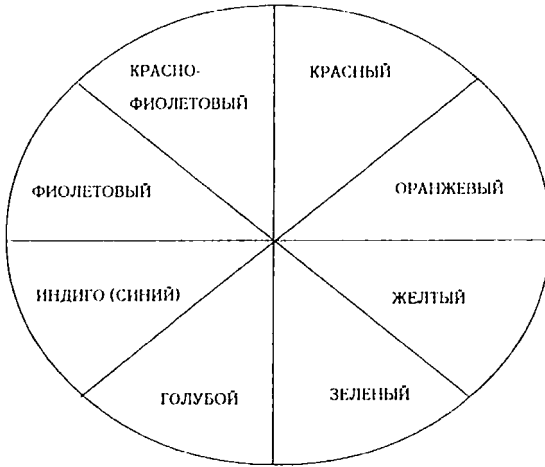 КРАСНО-
ФИОЛЕТОВЫЙ
КРАСНЫЙ
ФИОЛЕТОВЫЙ
ОРАНЖЕВЫЙ
ИНДИГО (СИНИЙ)
ЖЕЛТЫЙ
ГОЛУБОЙ
ЗЕЛЕНЫЙ